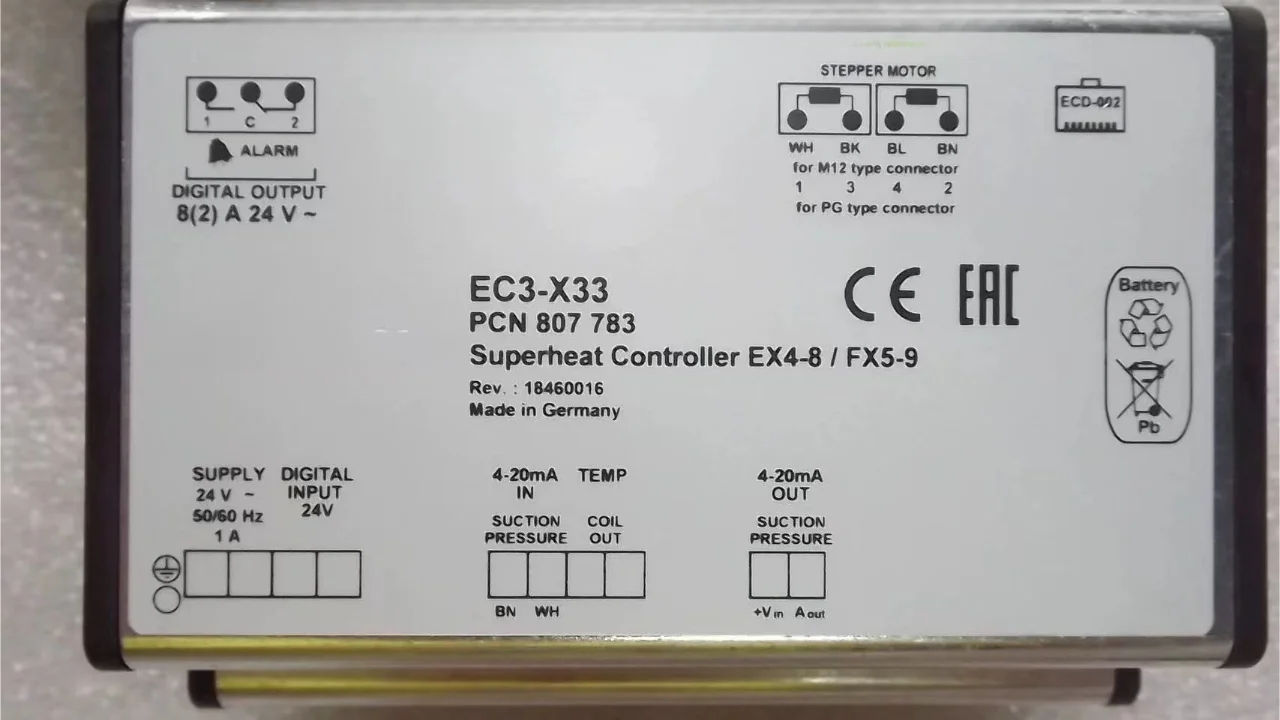 1 C 2
ALARM
DIGITAL OUTPUT
8(2) A 24 V ~
STEPPER MOTOR
WH BK BL BN
for M12 type connector
1 3 4 2
for PG type connector
ECD-002
EC3-X33
PCN 807 783
Superheat Controller EX4-8 / FX5-9
Rev. : 18460016
Made in Germany
CE EAC
Battery
Pb
SUPPLY
24 V ~
50/60 Hz
1 A
DIGITAL
INPUT
24V
4-20mA
IN
SUCTION
PRESSURE
BN WH
TEMP
COIL
OUT
4-20mA
OUT
SUCTION
PRESSURE
+V in A out